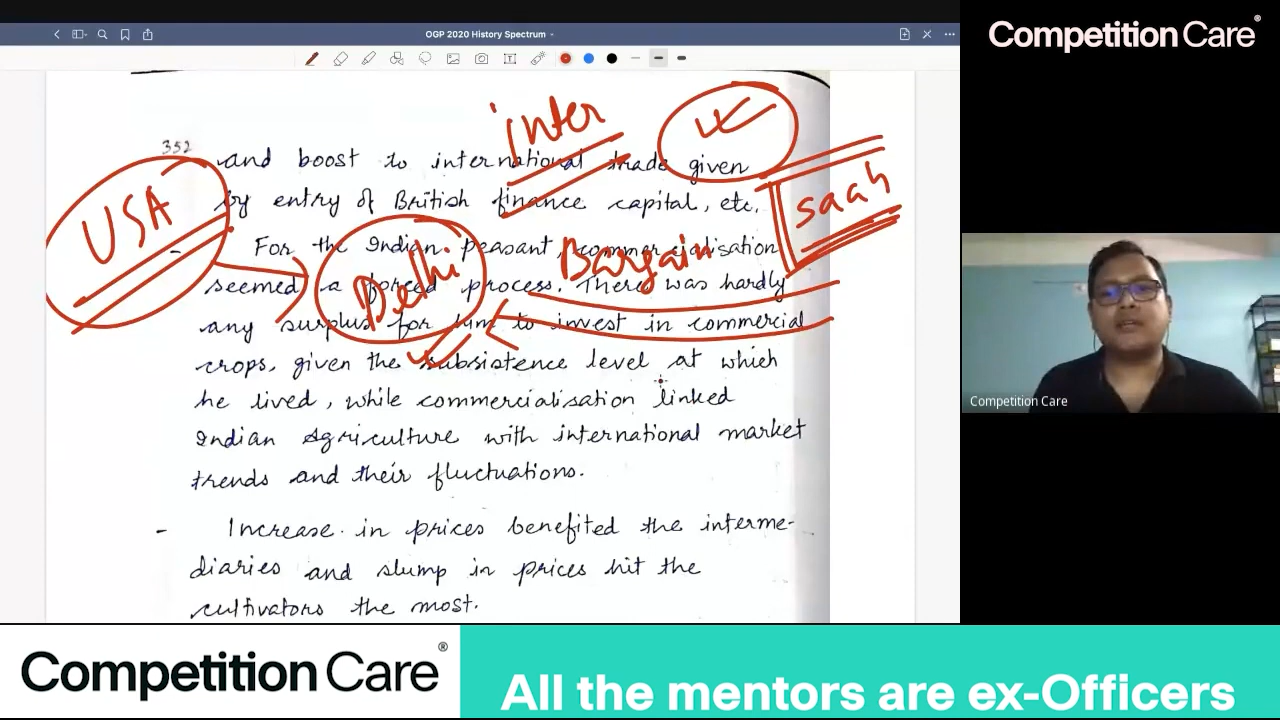 OGP 2020 History Spectrum
Competition Care®
352
inter
and boost to international trade given
by entry of British finance capital, etc.
USA
saah
- For the Indian peasant, commercialisation
Bargain
Delhi
seemed a forced process. There was hardly
any surplus for him to invest in commercial
crops, given the subsistence level at which
he lived, while commercialisation linked
Indian Agriculture with international market
trends and their fluctuations.
- Increase in prices benefited the interme-
diaries and slump in prices hit the
cultivators the most.
Competition Care
Competition Care®
All the mentors are ex-Officers